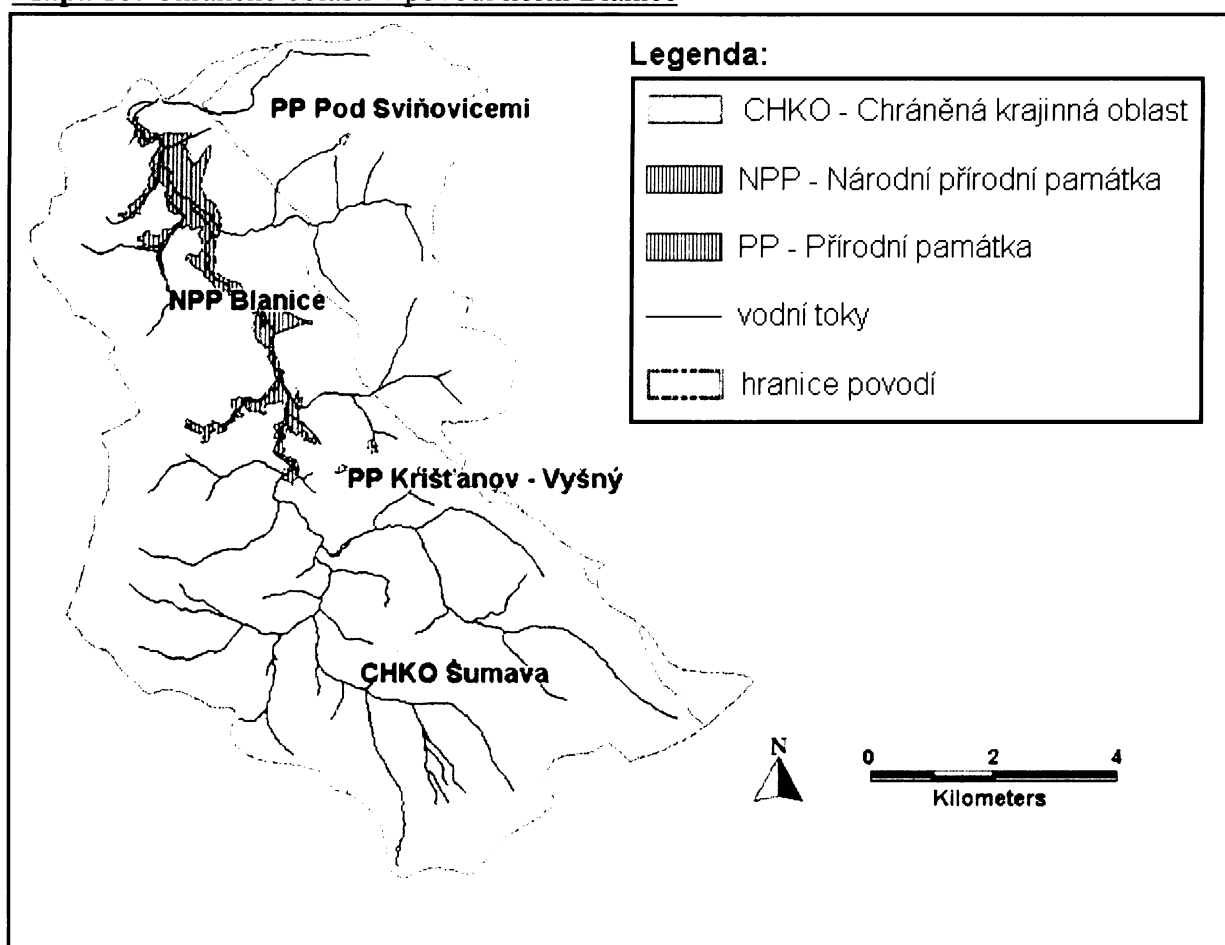 PP Pod Sviňovicemi
NPP Blanice
PP Křišťanov - Vyšný
CHKO Šumava
Legenda:
CHKO - Chráněná krajinná oblast
NPP - Národní přírodní památka
PP - Přírodní památka
vodní toky
hranice povodí
N
0 2 4
Kilometers